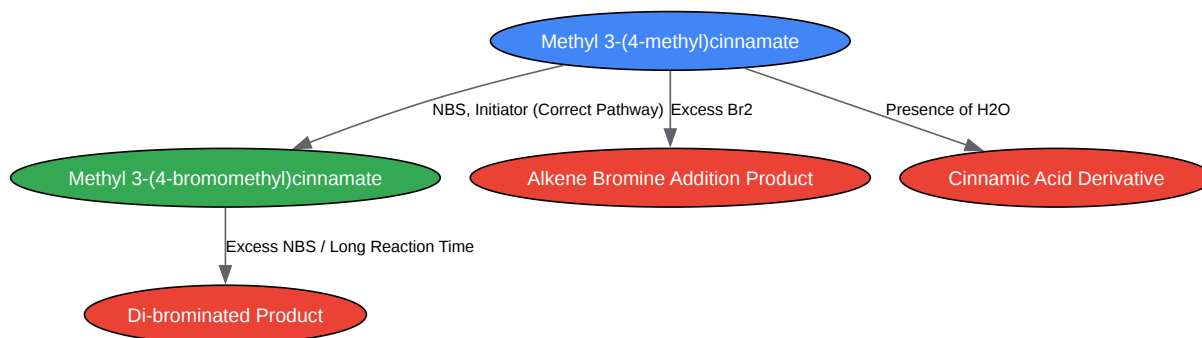 Methyl 3-(4-methyl)cinnamate
NBS, Initiator (Correct Pathway)
Excess Br2
Presence of H2O
Methyl 3-(4-bromomethyl)cinnamate
Alkene Bromine Addition Product
Cinnamic Acid Derivative
Excess NBS / Long Reaction Time
Di-brominated Product